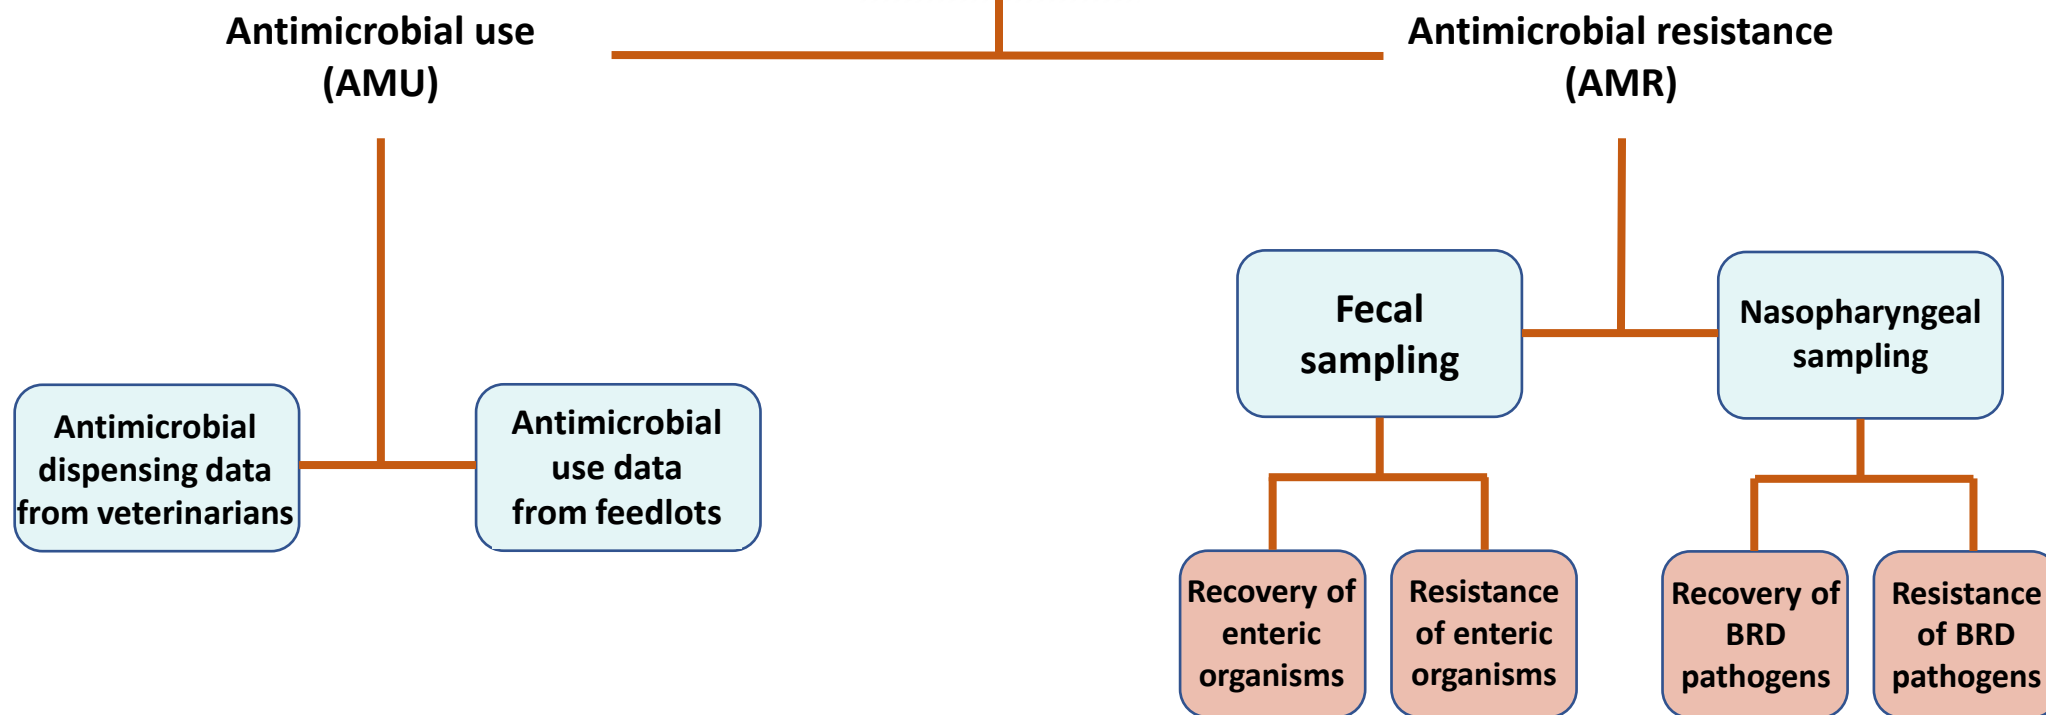 Antimicrobial use
(AMU)
Antimicrobial resistance
(AMR)
Antimicrobial
dispensing data
from veterinarians
Antimicrobial
use data
from feedlots
Fecal
sampling
Nasopharyngeal
sampling
Recovery of
enteric
organisms
Resistance
of enteric
organisms
Recovery of
BRD
pathogens
Resistance
of BRD
pathogens